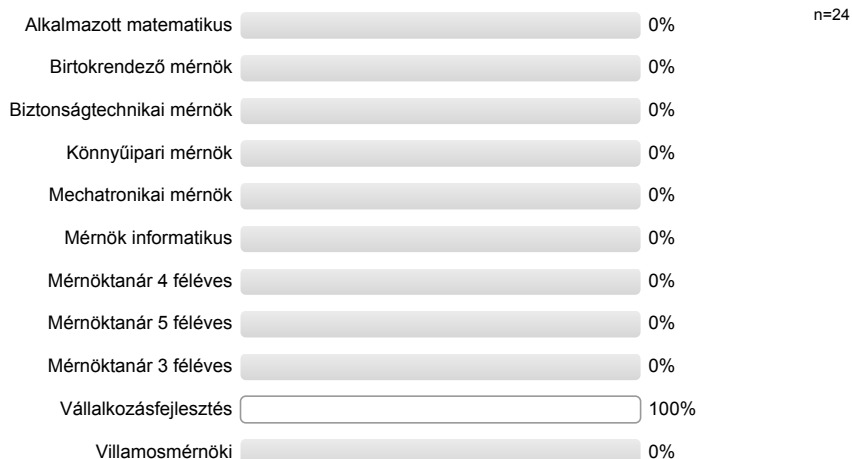 Alkalmazott matematikus 0% n=24
Birtokrendező mérnök 0%
Biztonságtechnikai mérnök 0%
Könnyűipari mérnök 0%
Mechatronikai mérnök 0%
Mérnök informatikus 0%
Mérnöktanár 4 féléves 0%
Mérnöktanár 5 féléves 0%
Mérnöktanár 3 féléves 0%
Vállalkozásfejlesztés 100%
Villamosmérnöki 0%